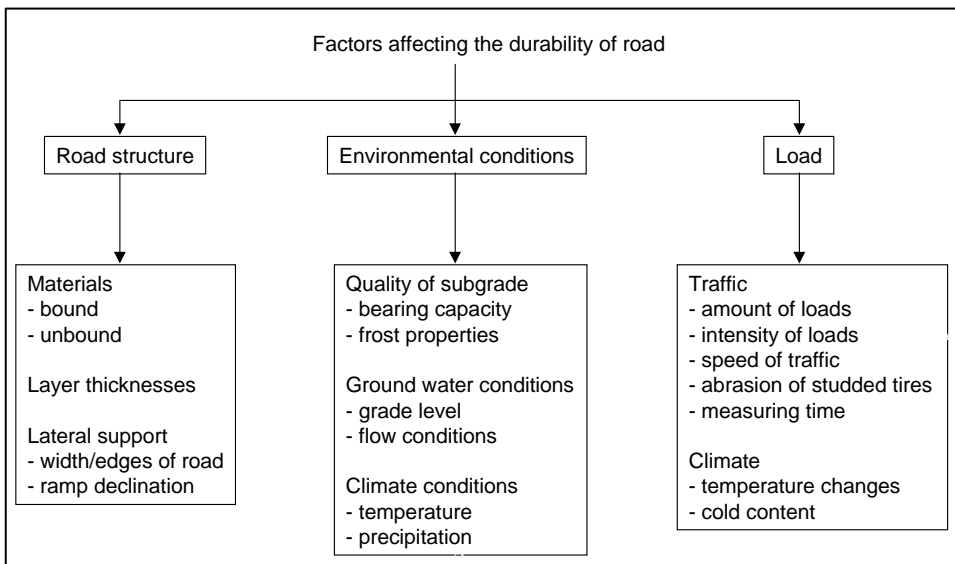 Factors affecting the durability of road
Road structure
Environmental conditions
Load
Materials
- bound
- unbound
Layer thicknesses
Lateral support
- width/edges of road
- ramp declination
Quality of subgrade
- bearing capacity
- frost properties
Ground water conditions
- grade level
- flow conditions
Climate conditions
- temperature
- precipitation
Traffic
- amount of loads
- intensity of loads
- speed of traffic
- abrasion of studded tires
- measuring time
Climate
- temperature changes
- cold content